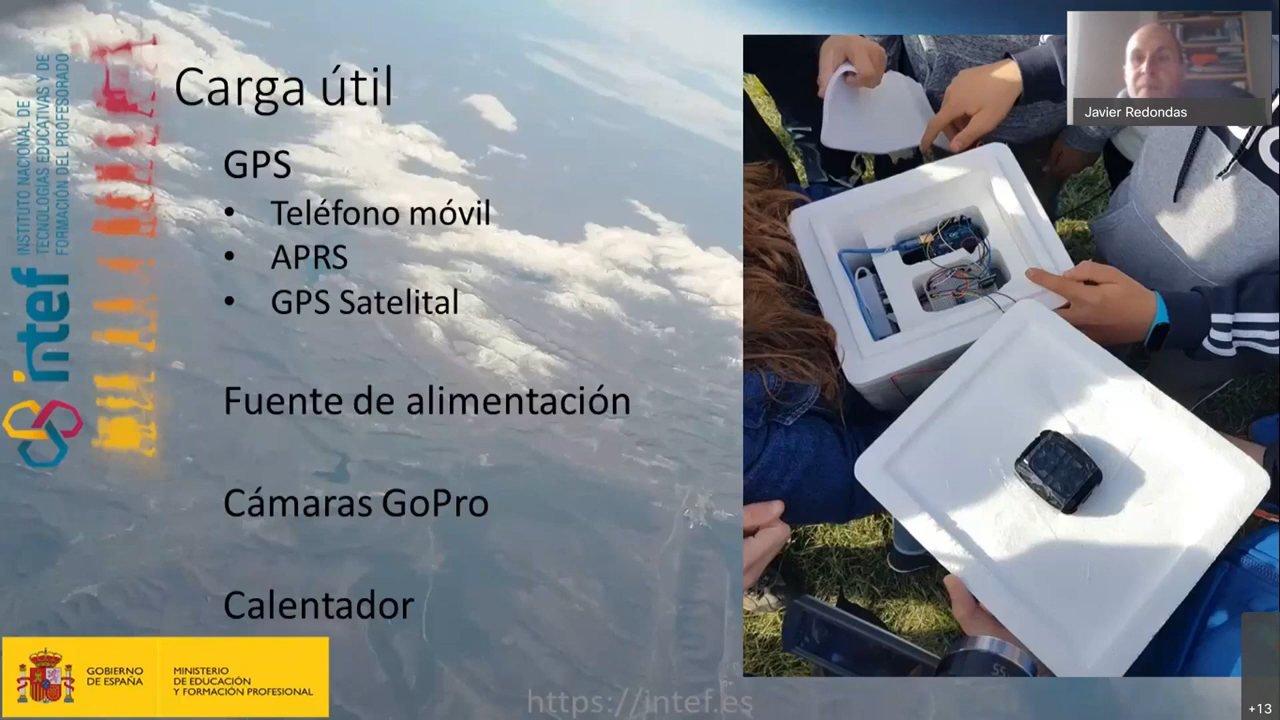 INSTITUTO NACIONAL DE
TECNOLOGÍAS EDUCATIVAS Y DE
FORMACIÓN DEL PROFESORADO
intef
Carga útil
GPS
• Teléfono móvil
• APRS
• GPS Satelital
Fuente de alimentación
Cámaras GoPro
Calentador
Javier Redondas
GOBIERNO
DE ESPAÑA
MINISTERIO
DE EDUCACIÓN
Y FORMACIÓN PROFESIONAL
https://intef.es
+13